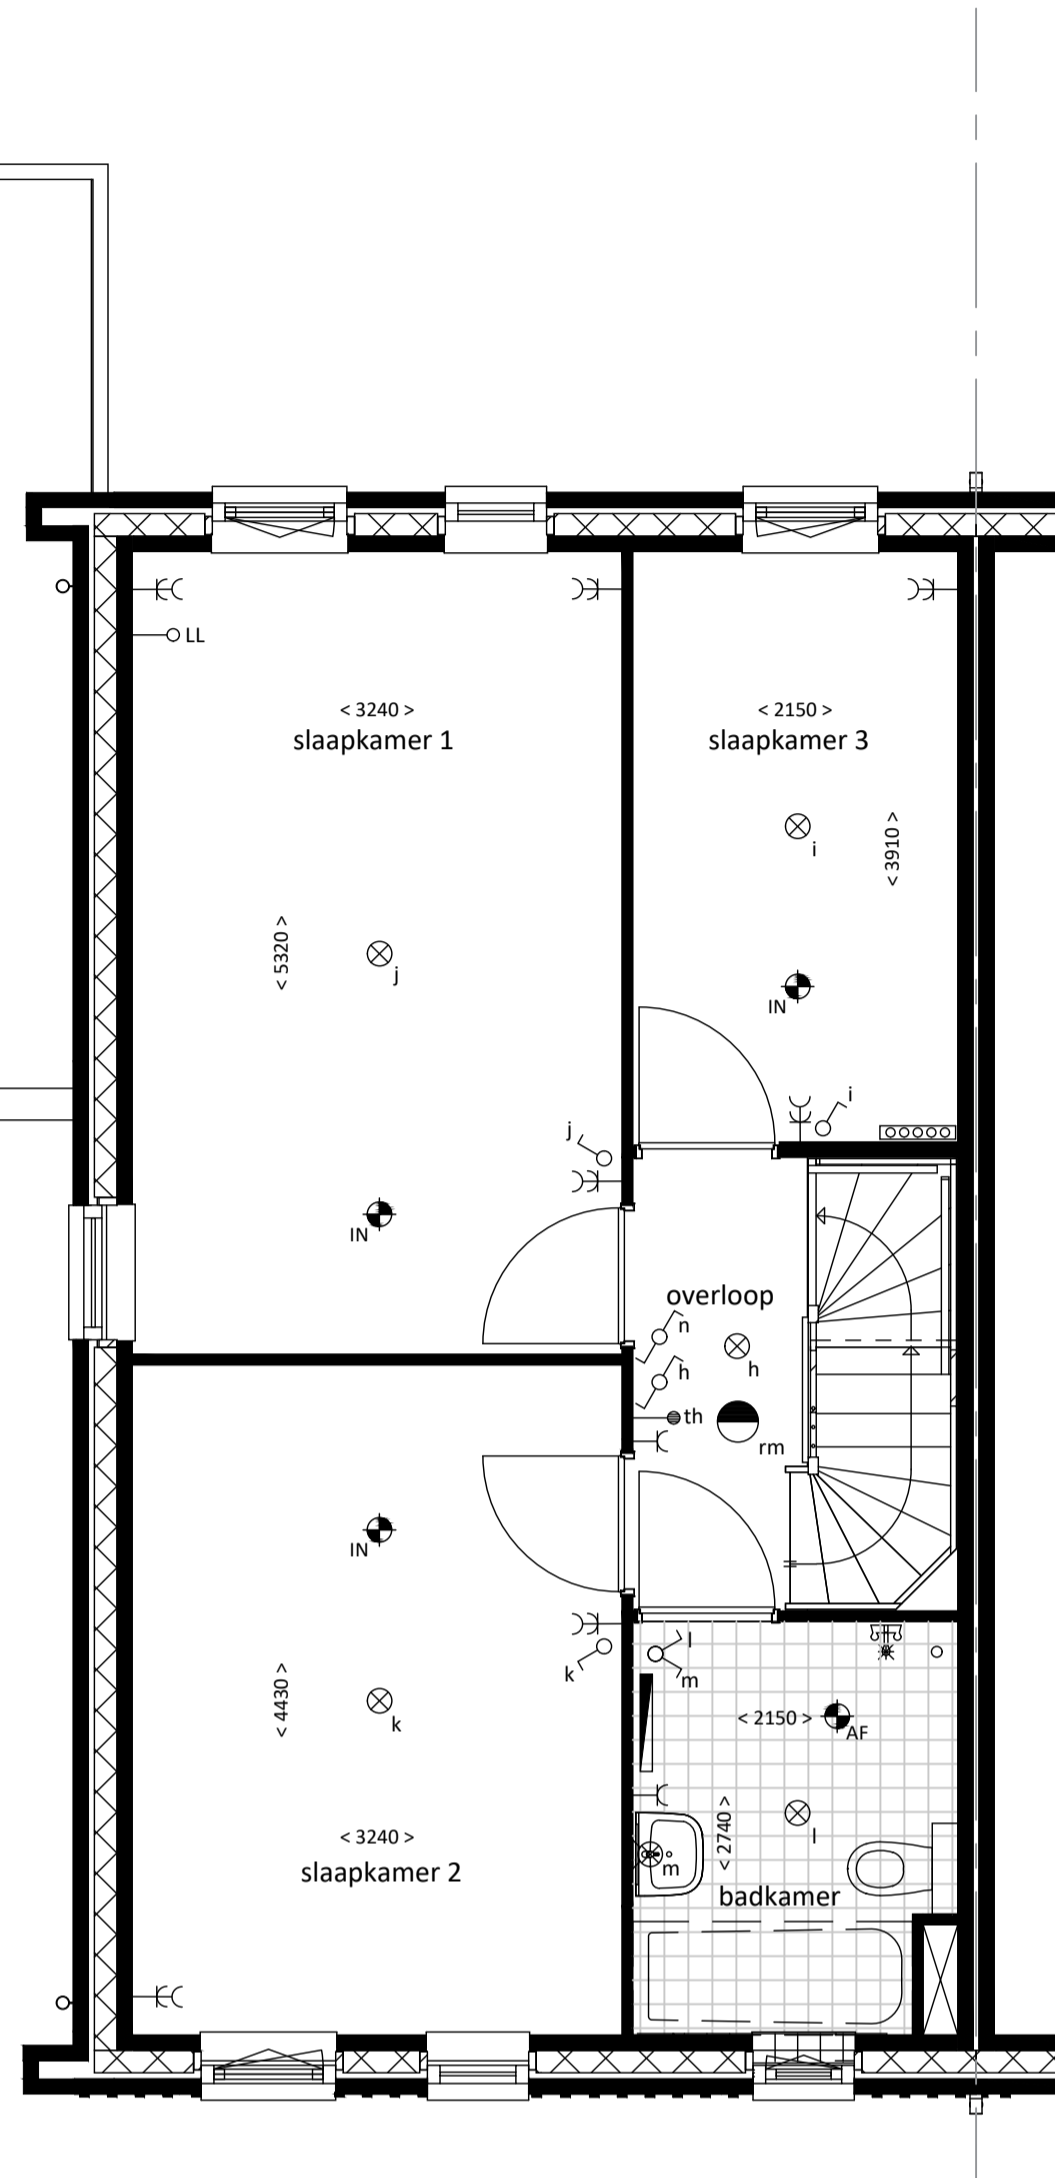 LL
< 3240 >
slaapkamer 1
< 2150 >
slaapkamer 3
i
< 3910 >
< 5320 >
j
IN
i
j
IN
overloop
n
h
h
th
rm
IN
k
l
m
< 4430 >
k
< 2150 >
AF
l
< 2740 >
m
< 3240 >
slaapkamer 2
badkamer